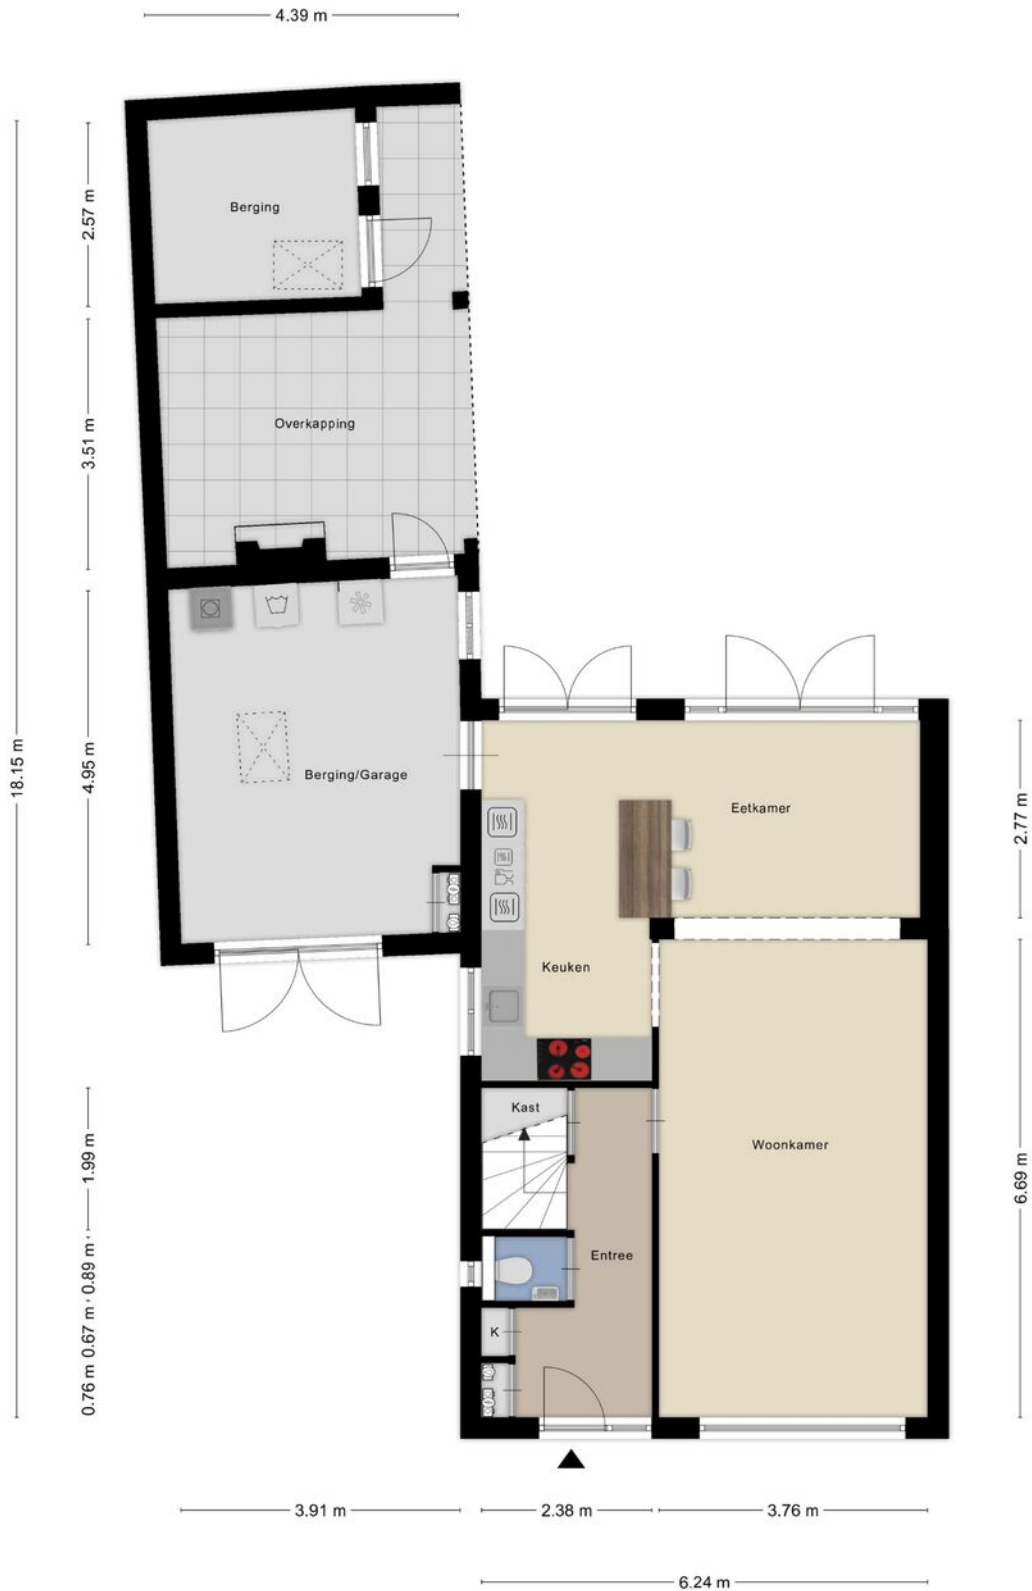 4.39 m
2.57 m
Berging
3.51 m
Overkapping
18.15 m
4.95 m
Berging/Garage
Eetkamer
2.77 m
Keuken
Kast
1.99 m
Woonkamer
6.69 m
Entree
0.89 m
0.67 m
K
0.76 m
3.91 m
2.38 m
3.76 m
6.24 m